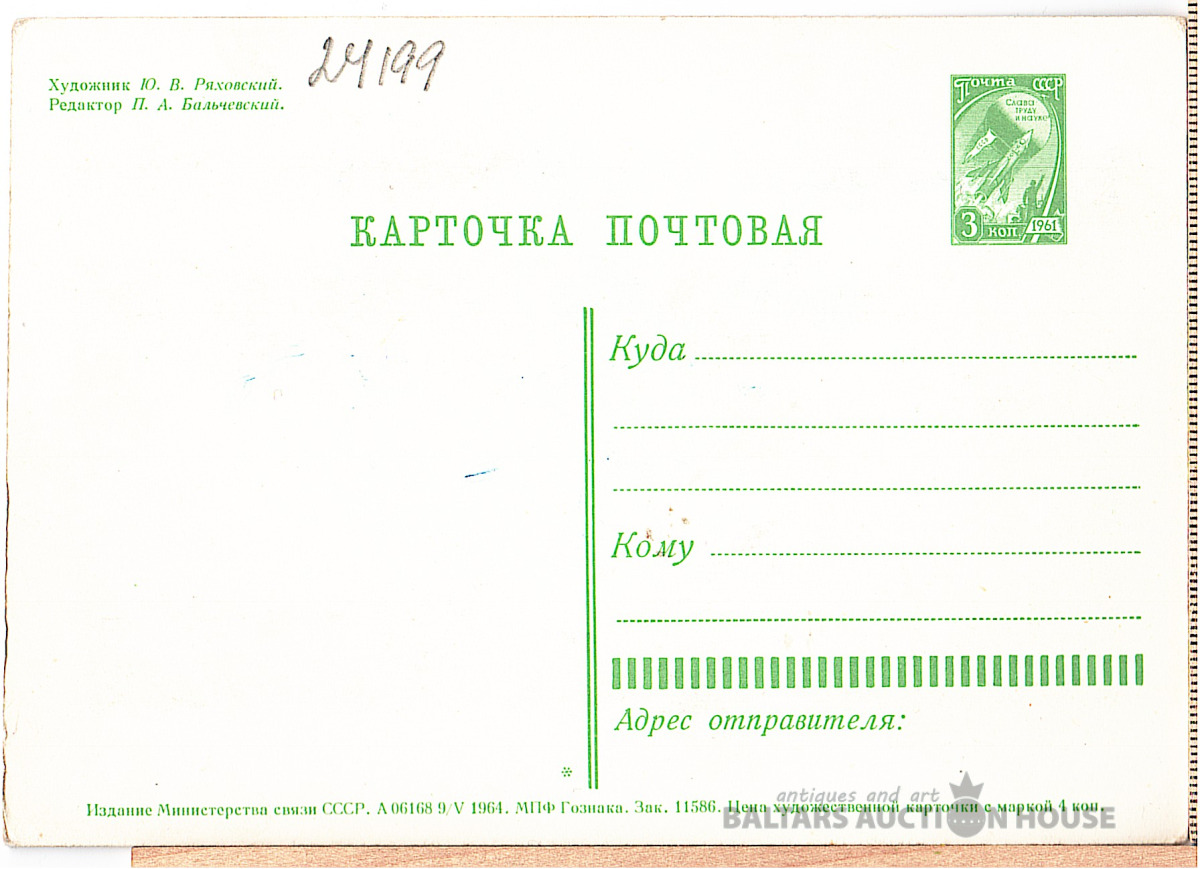 Художник Ю. В. Ряховский.
Редактор П. А. Бальчевский.
24199
Почта СССР
Слава
труду
и науке
3 коп 1961
КАРТОЧКА ПОЧТОВАЯ
Куда
Кому
Адрес отправителя:
Издание Министерства связи СССР. А 06168 9/V 1964. МПФ Гознака. Зак. 11586. Цена художественной карточки с маркой 4 коп.
antiques and art
BALTARS AUCTION HOUSE